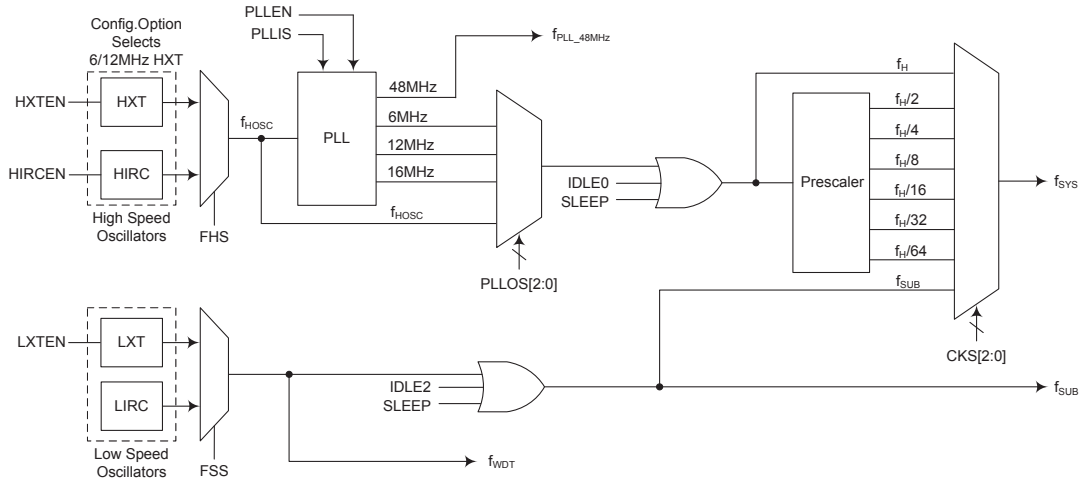 Config.Option
Selects
6/12MHz HXT
HXTEN
HXT
HIRCEN
HIRC
High Speed
Oscillators
FHS
fHOSC
PLLEN
PLLIS
PLL
48MHz
6MHz
12MHz
16MHz
fHOSC
fPLL_48MHz
PLLOS[2:0]
IDLE0
SLEEP
Prescaler
fH
fH/2
fH/4
fH/8
fH/16
fH/32
fH/64
fSUB
CKS[2:0]
fSYS
LXTEN
LXT
LIRC
Low Speed
Oscillators
FSS
IDLE2
SLEEP
fWDT
fSUB